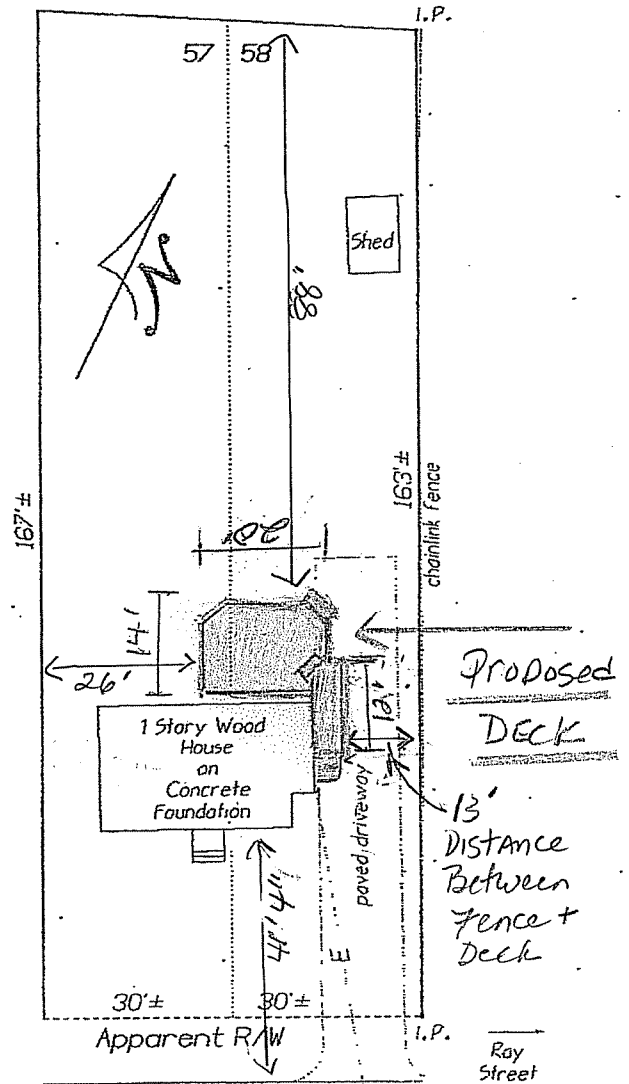 I.P.
57 58
Shed
88'
N
167'±
163'±
chainlink fence
20'
14'
26'
12'
Proposed
Deck
1 Story Wood
House
on
Concrete
Foundation
paved driveway
13'
Distance
Between
Fence +
Deck
E
30'± 30'±
Apparent R/W
I.P.
Ray
Street